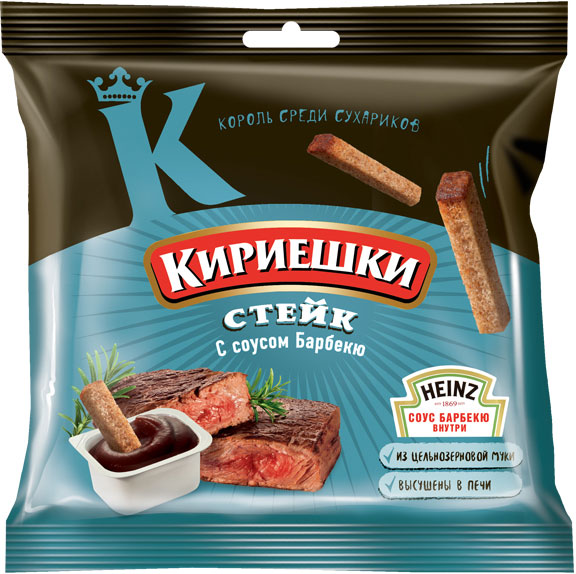 К
КОРОЛЬ СРЕДИ СУХАРИКОВ
КИРИЕШКИ
СТЕЙК
С соусом Барбекю
HEINZ
1869
СОУС БАРБЕКЮ
ВНУТРИ
ИЗ ЦЕЛЬНОЗЕРНОВОЙ МУКИ
ВЫСУШЕНЫ В ПЕЧИ